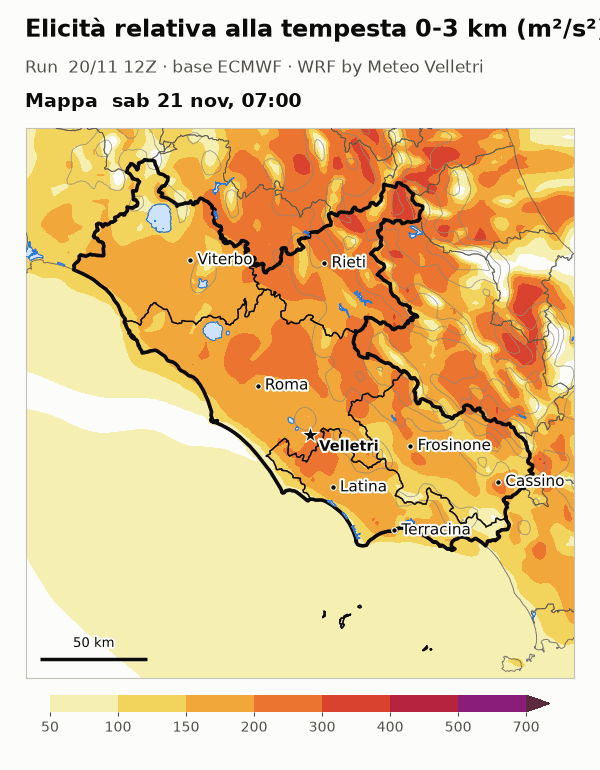 Elicità relativa alla tempesta 0-3 km (m²/s²)
Run 20/11 12Z · base ECMWF · WRF by Meteo Velletri
Mappa sab 21 nov, 07:00
Viterbo
Rieti
Roma
Velletri
Frosinone
Cassino
Latina
Terracina
50 km
50 100 150 200 300 400 500 700